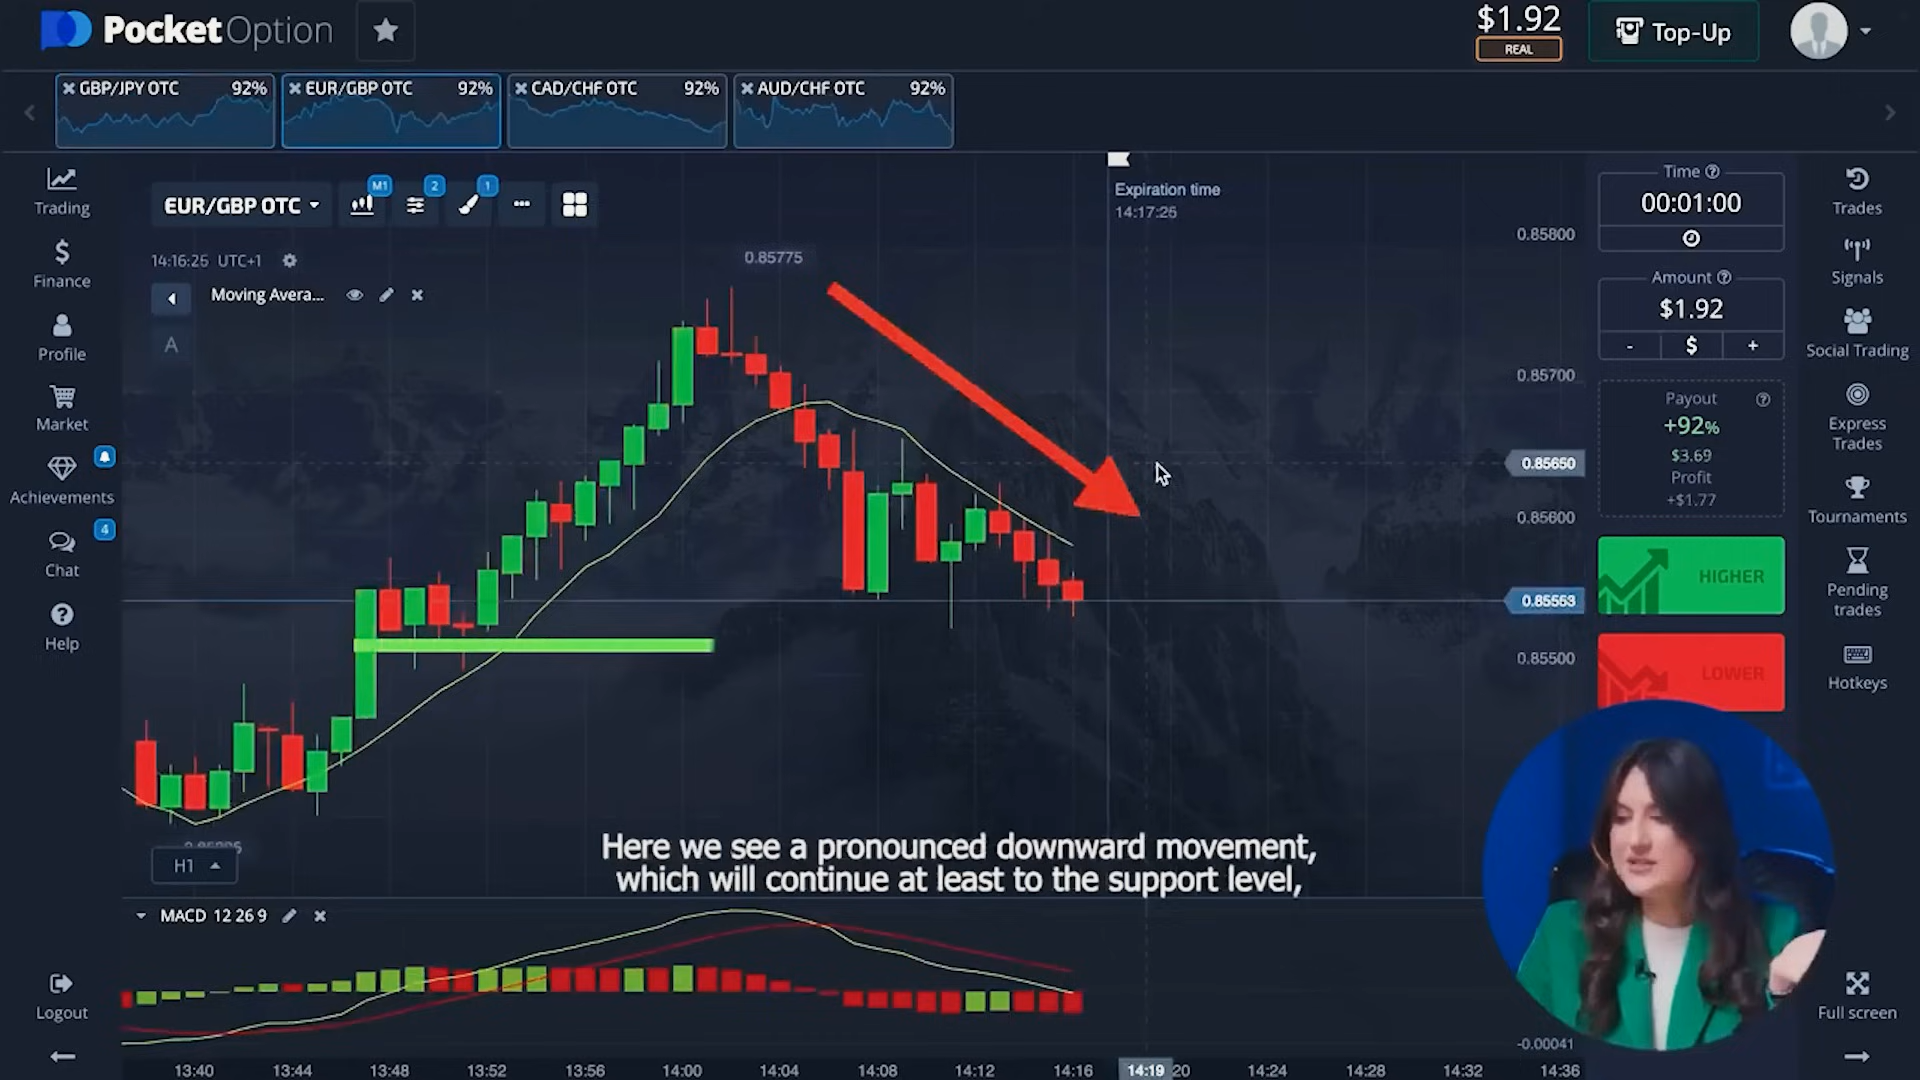 PocketOption
$1.92
REAL
Top-Up
GBP/JPY OTC 92%
EUR/GBP OTC 92%
CAD/CHF OTC 92%
AUD/CHF OTC 92%
Trading
Finance
Profile
Market
Achievements
Chat
4
Help
Logout
EUR/GBP OTC
M1
2
1
14:16:25 UTC+1
Moving Avera...
A
0.85775
Expiration time
14:17:25
0.85800
0.85700
0.85650
0.85600
0.85553
0.85500
H1
Here we see a pronounced downward movement,
which will continue at least to the support level,
MACD 12 26 9
-0.00041
13:40 13:44 13:48 13:52 13:56 14:00 14:04 14:08 14:12 14:16 14:19 20 14:24 14:28 14:32 14:36
Time
00:01:00
Amount
$1.92
- $ +
Payout
+92%
$3.69
Profit
+$1.77
HIGHER
LOWER
Trades
Signals
Social Trading
Express
Trades
Tournaments
Pending
trades
Hotkeys
Full screen